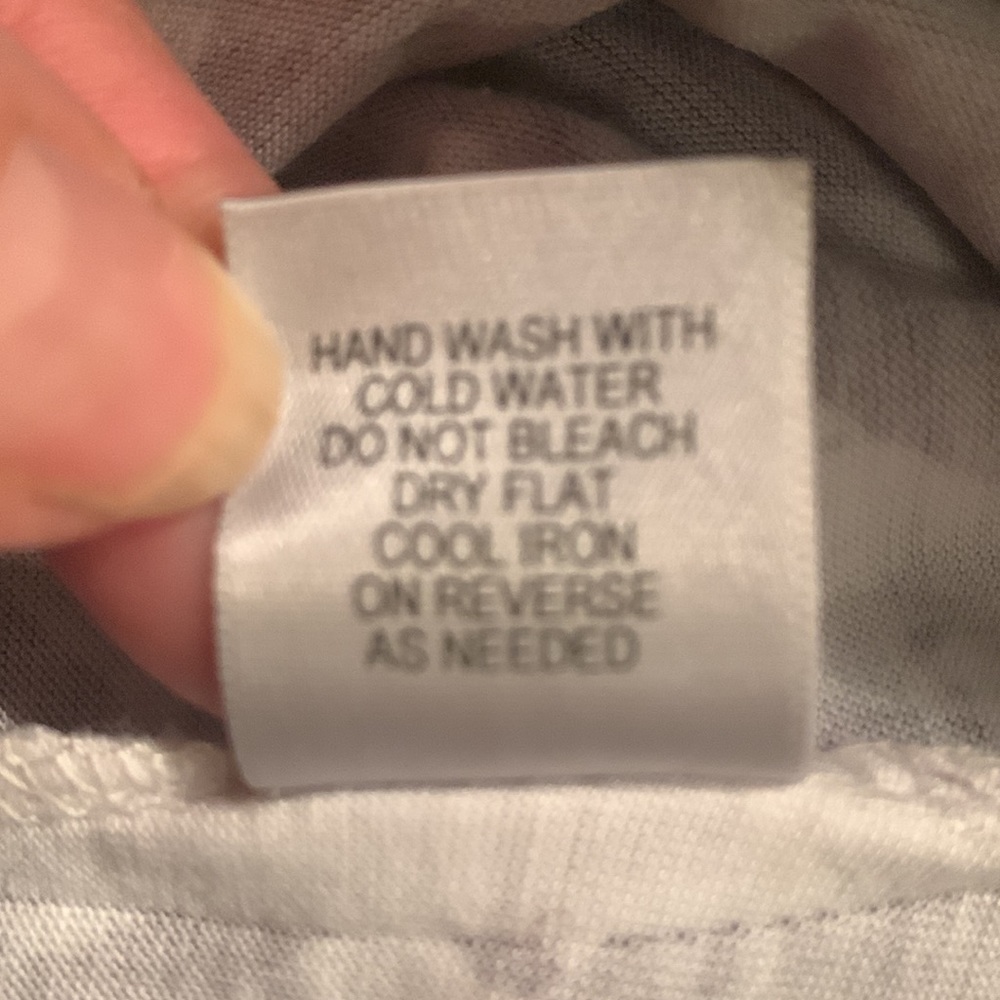 HAND WASH WITH
COLD WATER
DO NOT BLEACH
DRY FLAT
COOL IRON
ON REVERSE
AS NEEDED